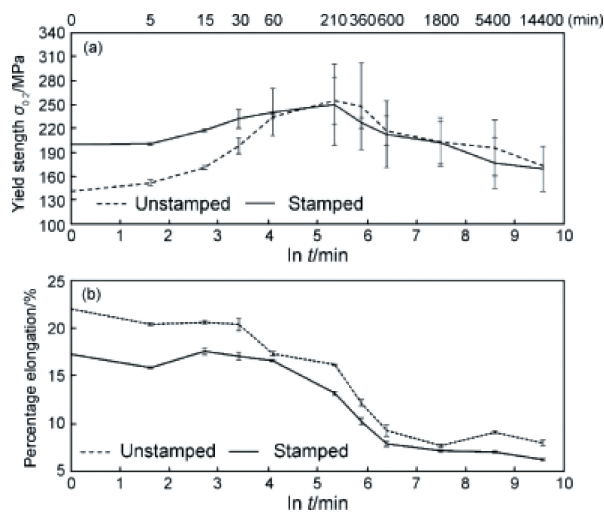 0 5 15 30 60 210 360 600 1800 5400 14400 (min)
340
310
280
250
220
190
160
130
100
Yield stength σ0.2/MPa
(a)
Unstamped Stamped
0 1 2 3 4 5 6 7 8 9 10
ln t/min
25
20
15
10
5
Percentage elongation/%
(b)
Unstamped Stamped
0 1 2 3 4 5 6 7 8 9 10
ln t/min